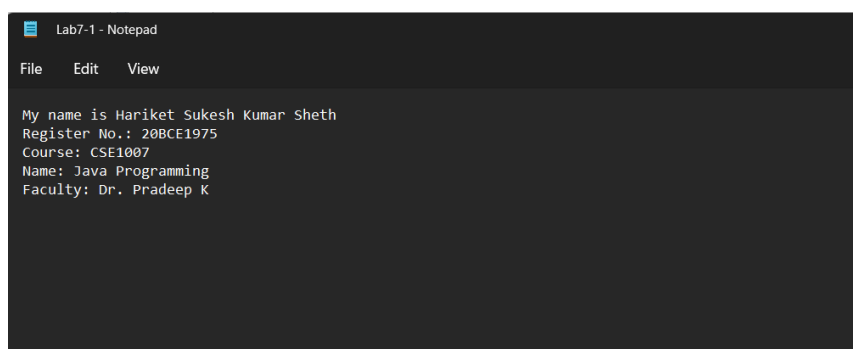 Lab7-1 - Notepad
File Edit View
My name is Hariket Sukesh Kumar Sheth
Register No.: 20BCE1975
Course: CSE1007
Name: Java Programming
Faculty: Dr. Pradeep K